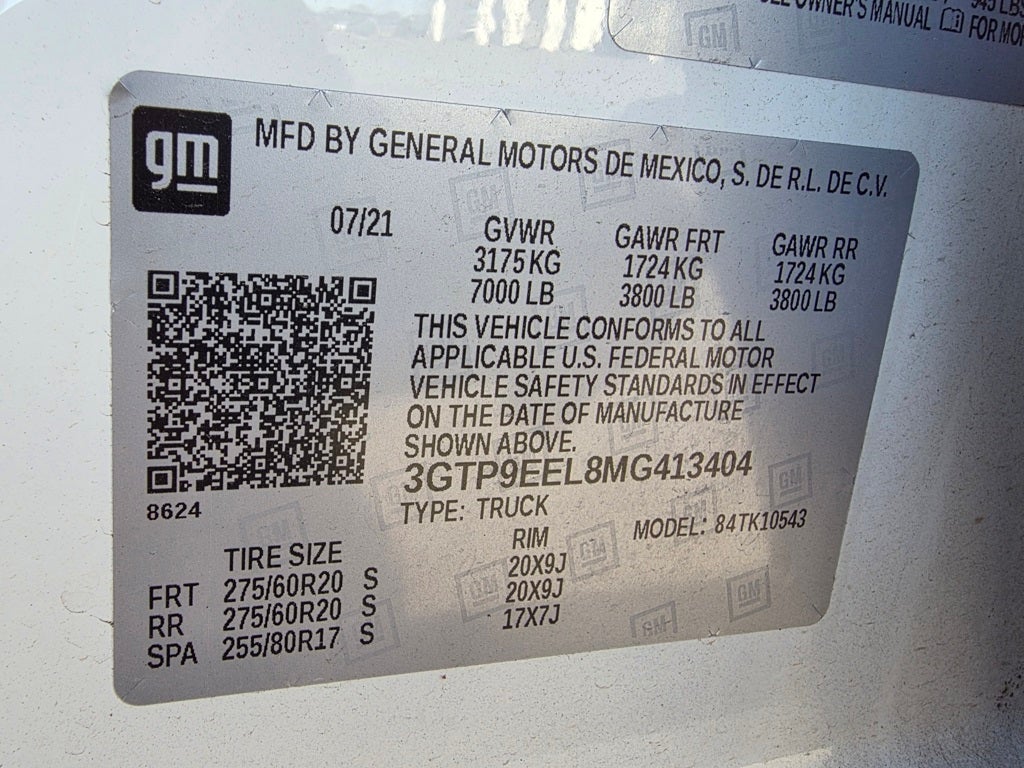 945 LBS
OWNER'S MANUAL FOR MOR
gm
MFD BY GENERAL MOTORS DE MEXICO, S. DE R.L. DE C.V.
07/21 GVWR GAWR FRT GAWR RR
3175 KG 1724 KG 1724 KG
7000 LB 3800 LB 3800 LB
THIS VEHICLE CONFORMS TO ALL
APPLICABLE U.S. FEDERAL MOTOR
VEHICLE SAFETY STANDARDS IN EFFECT
ON THE DATE OF MANUFACTURE
SHOWN ABOVE.
3GTP9EEL8MG413404
8624
TYPE: TRUCK MODEL: 84TK10543
TIRE SIZE RIM
FRT 275/60R20 S 20X9J
RR 275/60R20 S 20X9J
SPA 255/80R17 S 17X7J